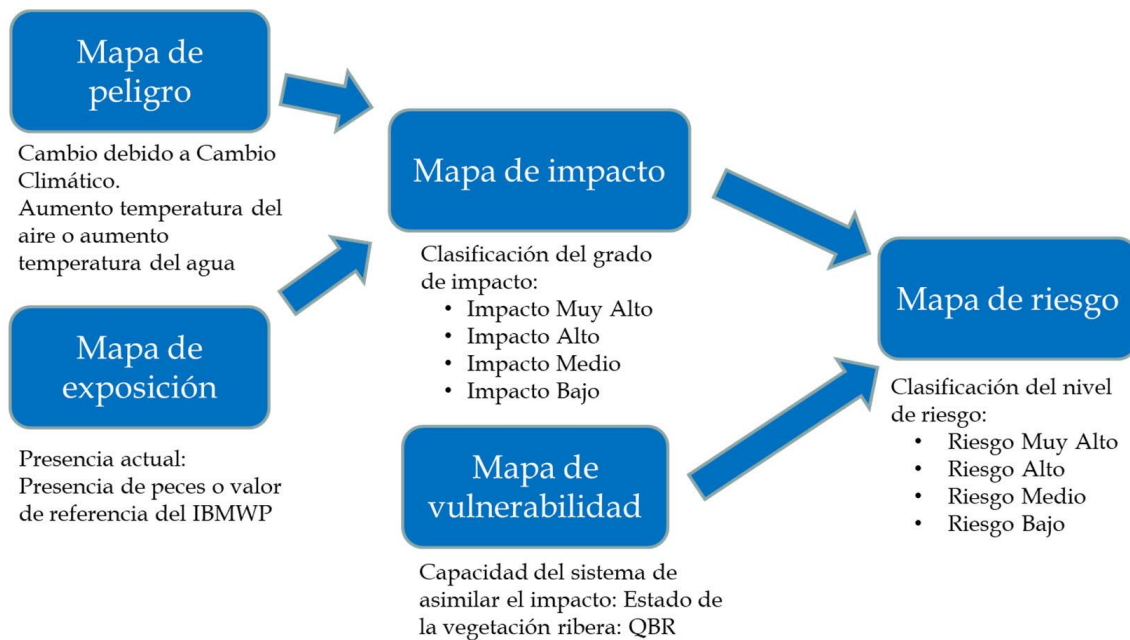 Mapa de
peligro
Cambio debido a Cambio
Climático.
Aumento temperatura del
aire o aumento
temperatura del agua
Mapa de
exposición
Presencia actual:
Presencia de peces o valor
de referencia del IBMWP
Mapa de impacto
Clasificación del grado
de impacto:
• Impacto Muy Alto
• Impacto Alto
• Impacto Medio
• Impacto Bajo
Mapa de
vulnerabilidad
Capacidad del sistema de
asimilar el impacto: Estado de
la vegetación ribera: QBR
Mapa de riesgo
Clasificación del nivel
de riesgo:
• Riesgo Muy Alto
• Riesgo Alto
• Riesgo Medio
• Riesgo Bajo